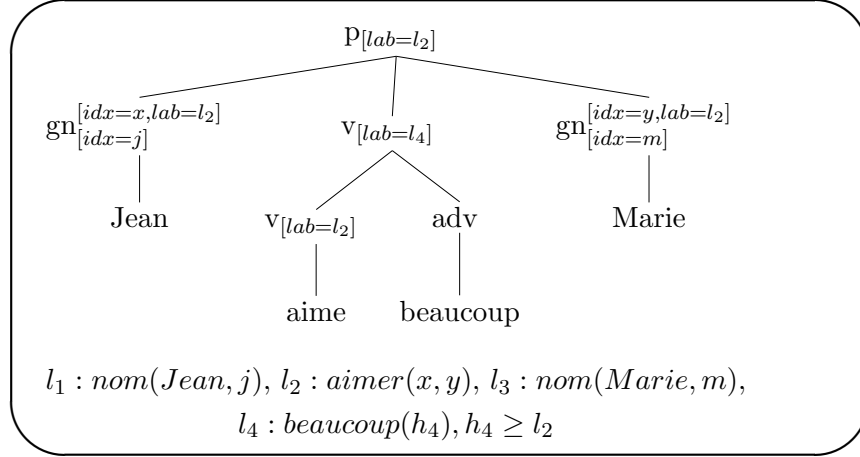 p[lab=l₂]
gn[idx=x,lab=l₂][idx=j] v[lab=l₄] gn[idx=y,lab=l₂][idx=m]
Jean v[lab=l₂] adv Marie
aime beaucoup
l₁ : nom(Jean, j), l₂ : aimer(x, y), l₃ : nom(Marie, m),
l₄ : beaucoup(h₄), h₄ ≥ l₂